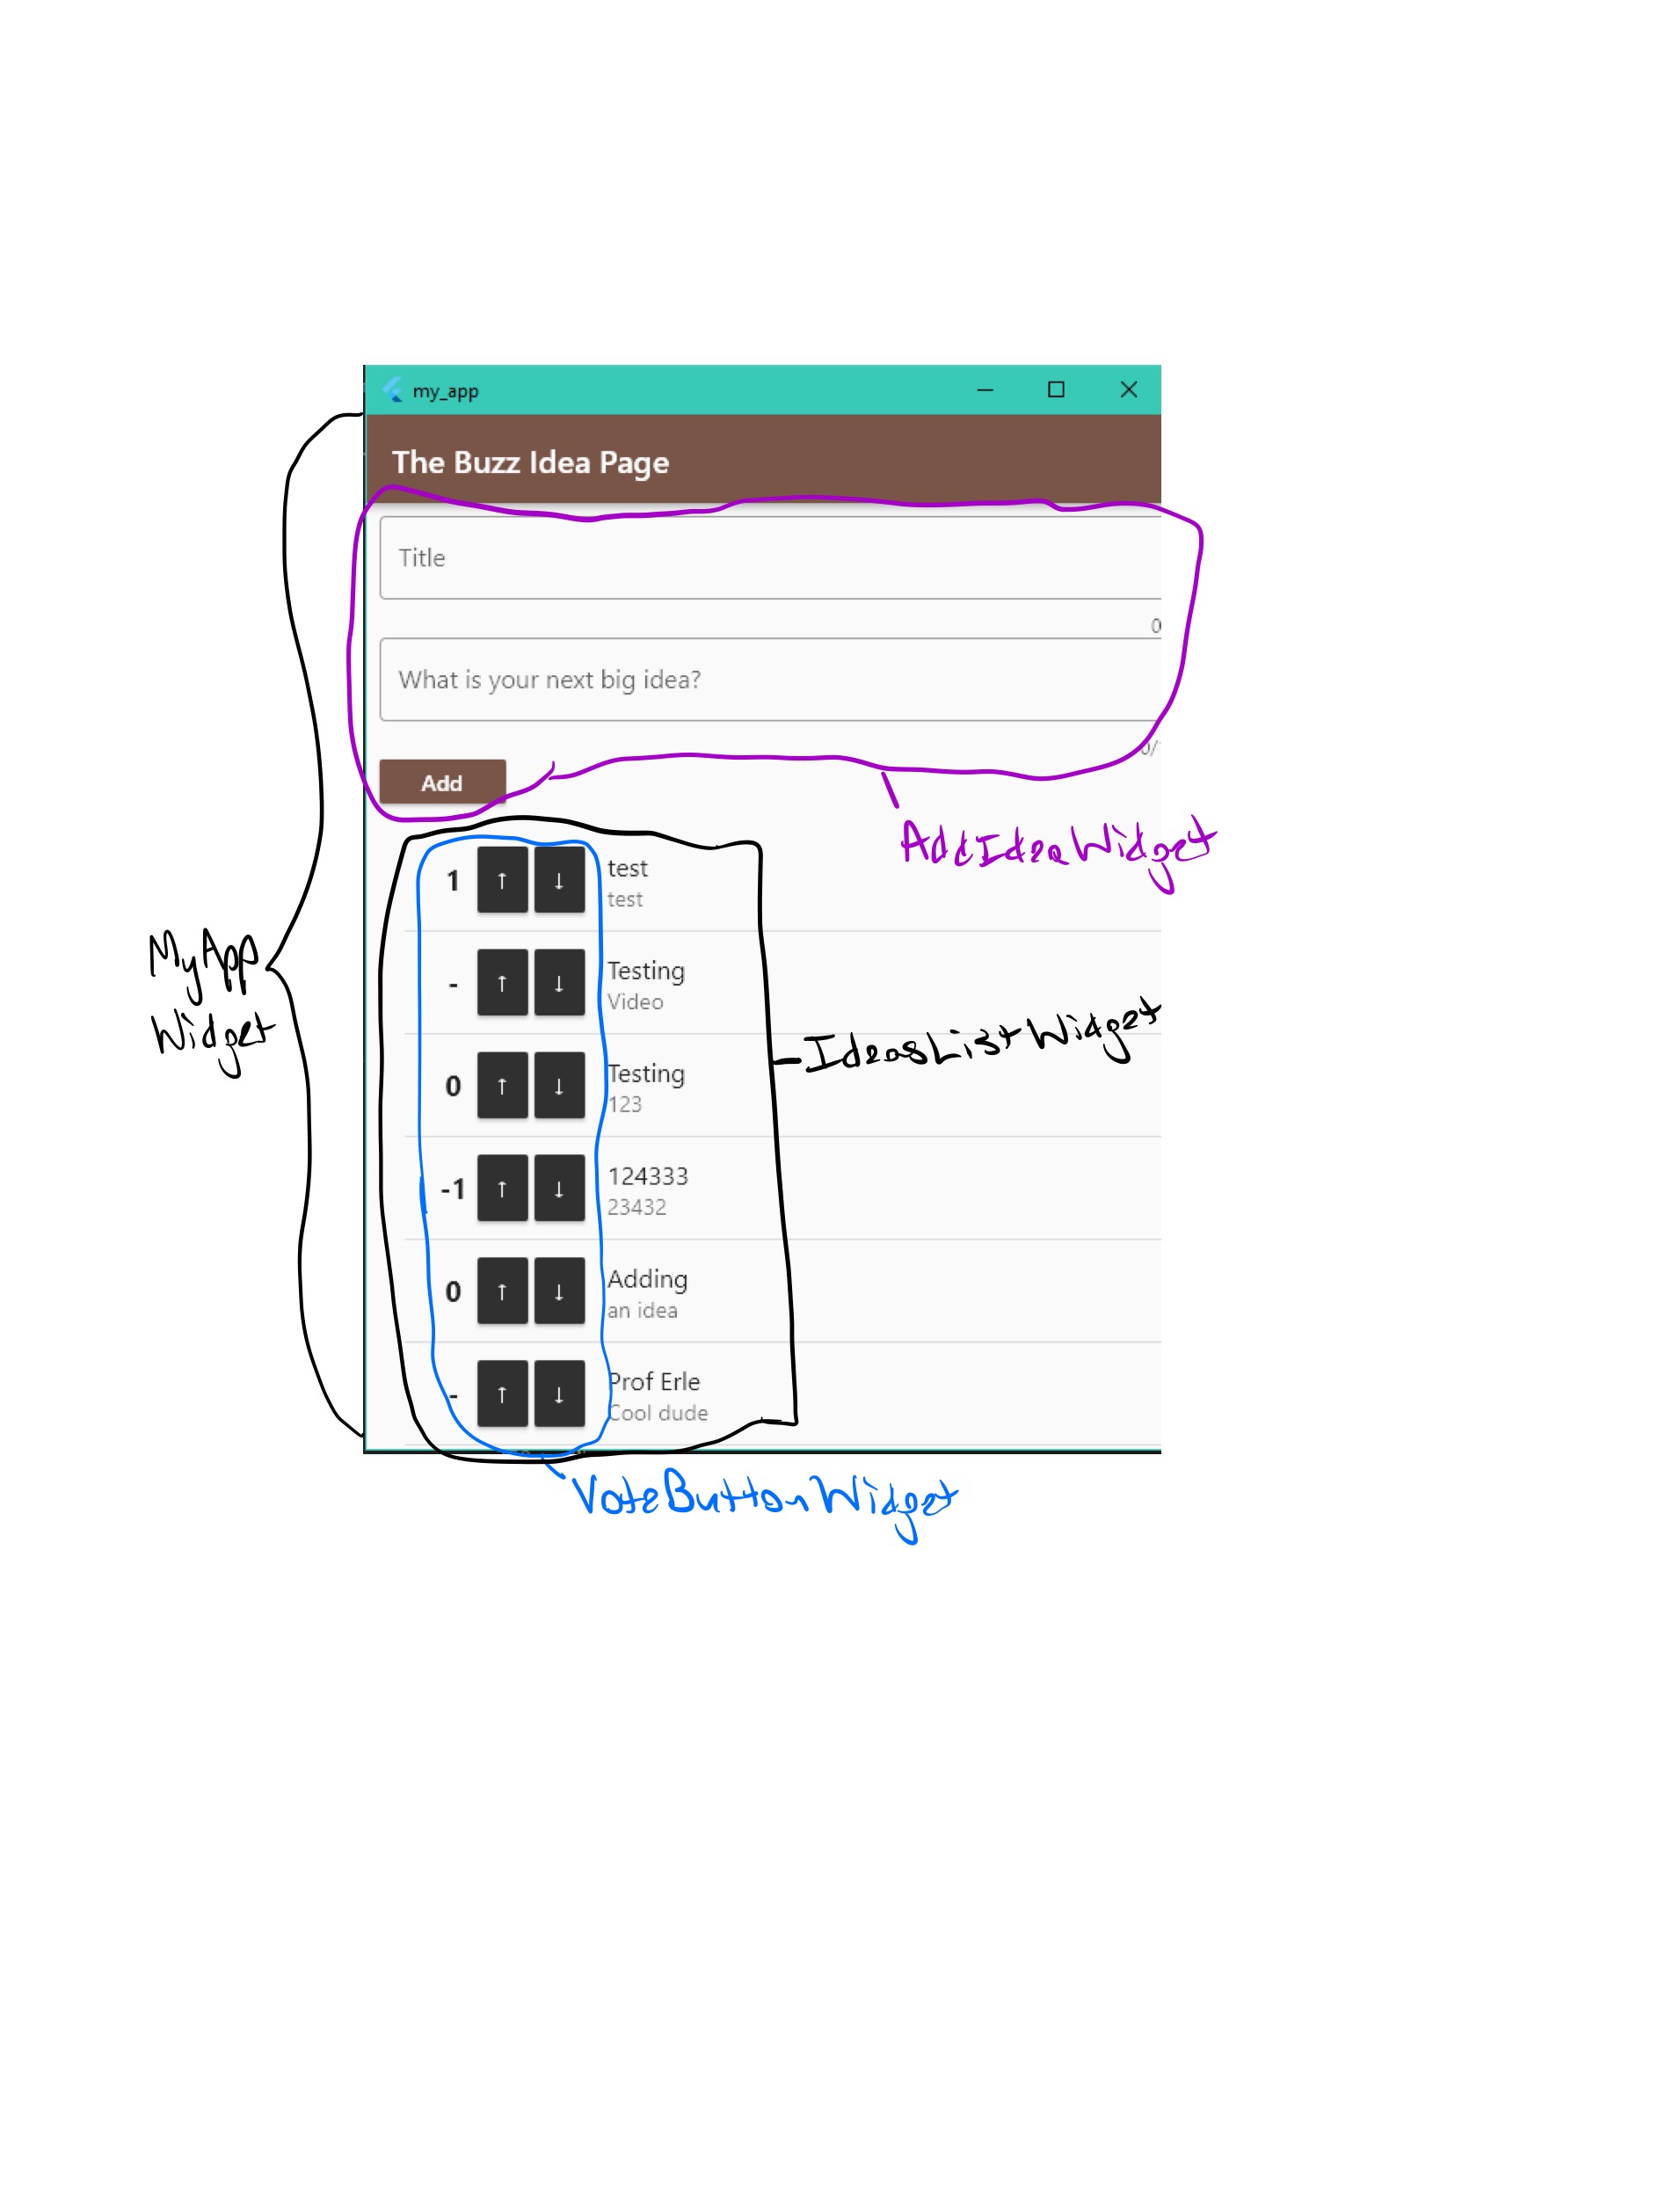 my_app
The Buzz Idea Page
Title
0
What is your next big idea?
0/
Add
AddIdeaWidget
1 ↑ ↓ test
test
MyApp
Widget
- ↑ ↓ Testing
Video
IdeasListWidget
0 ↑ ↓ Testing
123
-1 ↑ ↓ 124333
23432
0 ↑ ↓ Adding
an idea
- ↑ ↓ Prof Erle
Cool dude
VoteButtonWidget